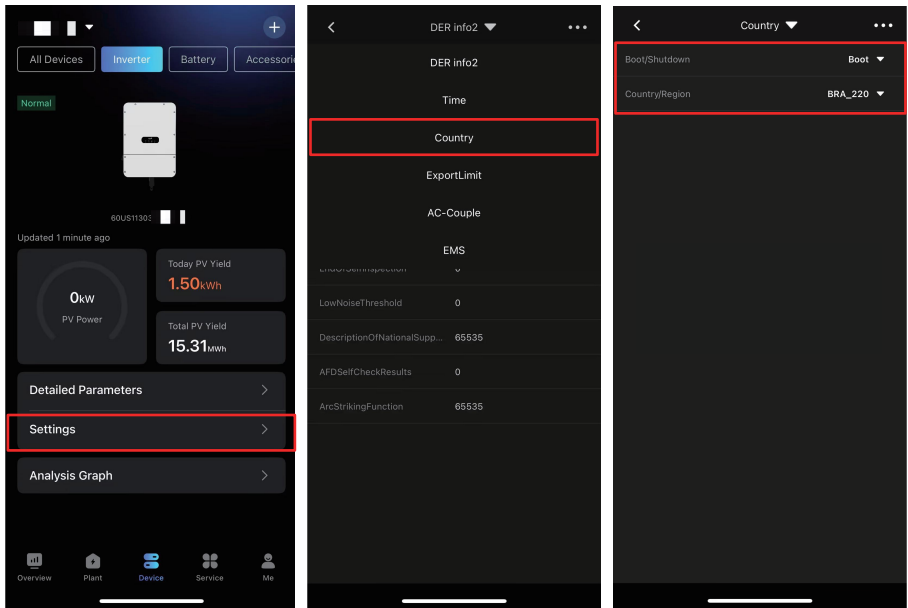 All Devices
Inverter
Battery
Accessorie
Normal
60US11303
Updated 1 minute ago
0kW
PV Power
Today PV Yield
1.50kWh
Total PV Yield
15.31MWh
Detailed Parameters
Settings
Analysis Graph
Overview
Plant
Device
Service
Me
DER info2
DER info2
Time
Country
ExportLimit
AC-Couple
EMS
LowNoiseThreshold 0
DescriptionOfNationalSupp... 65535
AFDSelfCheckResults 0
ArcStrikingFunction 65535
Country
Boot/Shutdown Boot
Country/Region BRA_220